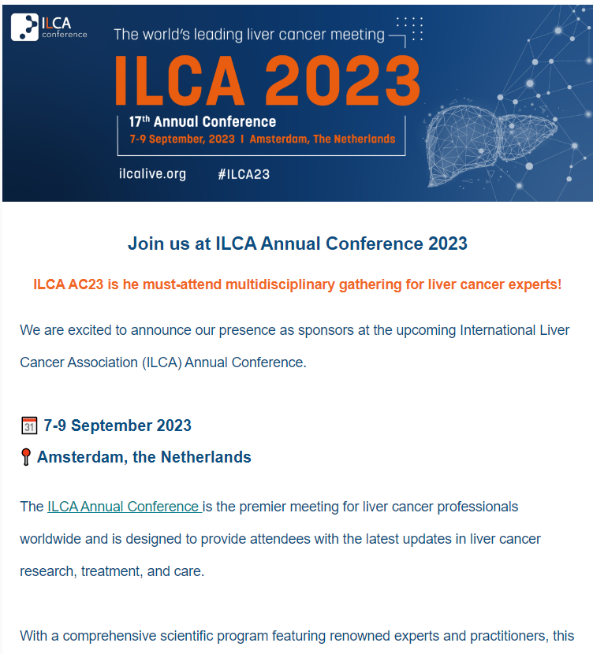 ILCA
conference
The world's leading liver cancer meeting
ILCA 2023
17th Annual Conference
7-9 September, 2023 I Amsterdam, The Netherlands
ilcalive.org #ILCA23
Join us at ILCA Annual Conference 2023
ILCA AC23 is he must-attend multidisciplinary gathering for liver cancer experts!
We are excited to announce our presence as sponsors at the upcoming International Liver
Cancer Association (ILCA) Annual Conference.
31 7-9 September 2023
Amsterdam, the Netherlands
The ILCA Annual Conference is the premier meeting for liver cancer professionals
worldwide and is designed to provide attendees with the latest updates in liver cancer
research, treatment, and care.
With a comprehensive scientific program featuring renowned experts and practitioners, this